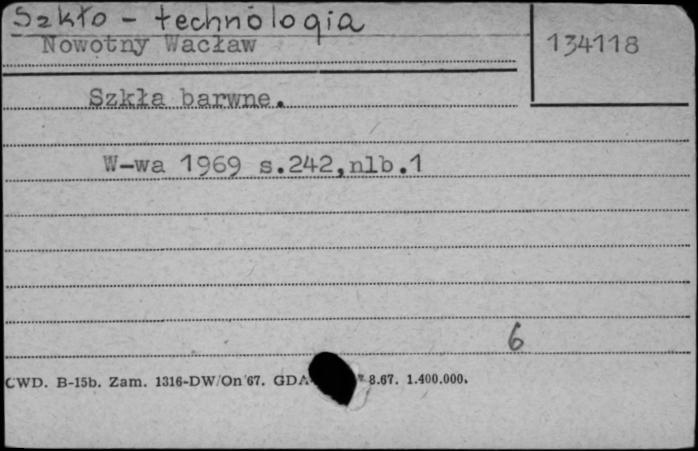 Szkło - technologia
Nowotny Wacław
134118
Szkła barwne.
W-wa 1969 s.242,nlb.1
6
CWD. B-15b. Zam. 1316-DW/On 67. GDA 8.67. 1.400.000.